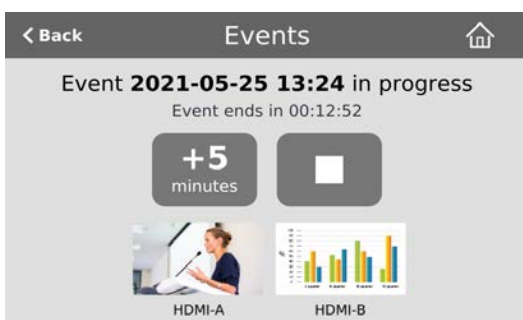 Back
Events
Event 2021-05-25 13:24 in progress
Event ends in 00:12:52
+5
minutes
HDMI-A
HDMI-B